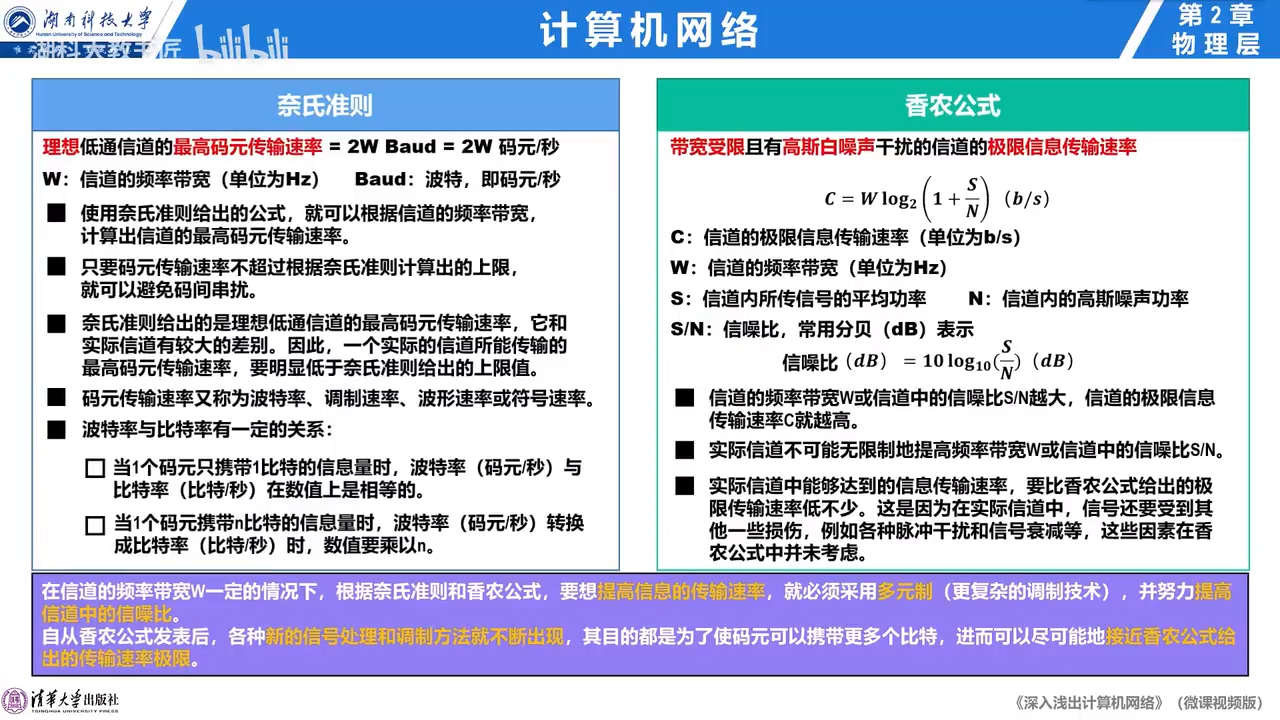 湖南科技大学
Hunan University of Science and Technology
湖科大教书匠 bilibili
计算机网络
第 2 章
物理层
奈氏准则
理想低通信道的最高码元传输速率 = 2W Baud = 2W 码元/秒
W：信道的频率带宽（单位为Hz） Baud：波特，即码元/秒
■ 使用奈氏准则给出的公式，就可以根据信道的频率带宽，
计算出信道的最高码元传输速率。
■ 只要码元传输速率不超过根据奈氏准则计算出的上限，
就可以避免码间串扰。
■ 奈氏准则给出的是理想低通信道的最高码元传输速率，它和
实际信道有较大的差别。因此，一个实际的信道所能传输的
最高码元传输速率，要明显低于奈氏准则给出的上限值。
■ 码元传输速率又称为波特率、调制速率、波形速率或符号速率。
■ 波特率与比特率有一定的关系：
□ 当1个码元只携带1比特的信息量时，波特率（码元/秒）与
比特率（比特/秒）在数值上是相等的。
□ 当1个码元携带n比特的信息量时，波特率（码元/秒）转换
成比特率（比特/秒）时，数值要乘以n。
香农公式
带宽受限且有高斯白噪声干扰的信道的极限信息传输速率
C = W log₂(1 + S/N)（b/s）
C：信道的极限信息传输速率（单位为b/s）
W：信道的频率带宽（单位为Hz）
S：信道内所传信号的平均功率 N：信道内的高斯噪声功率
S/N：信噪比，常用分贝（dB）表示
信噪比（dB） = 10 log₁₀(S/N)（dB）
■ 信道的频率带宽W或信道中的信噪比S/N越大，信道的极限信息
传输速率C就越高。
■ 实际信道不可能无限制地提高频率带宽W或信道中的信噪比S/N。
■ 实际信道中能够达到的信息传输速率，要比香农公式给出的极
限传输速率低不少。这是因为在实际信道中，信号还要受到其
他一些损伤，例如各种脉冲干扰和信号衰减等，这些因素在香
农公式中并未考虑。
在信道的频率带宽W一定的情况下，根据奈氏准则和香农公式，要想提高信息的传输速率，就必须采用多元制（更复杂的调制技术），并努力提高
信道中的信噪比。
自从香农公式发表后，各种新的信号处理和调制方法就不断出现，其目的都是为了使码元可以携带更多个比特，进而可以尽可能地接近香农公式给
出的传输速率极限。
清华大学出版社
TSINGHUA UNIVERSITY PRESS
《深入浅出计算机网络》（微课视频版）